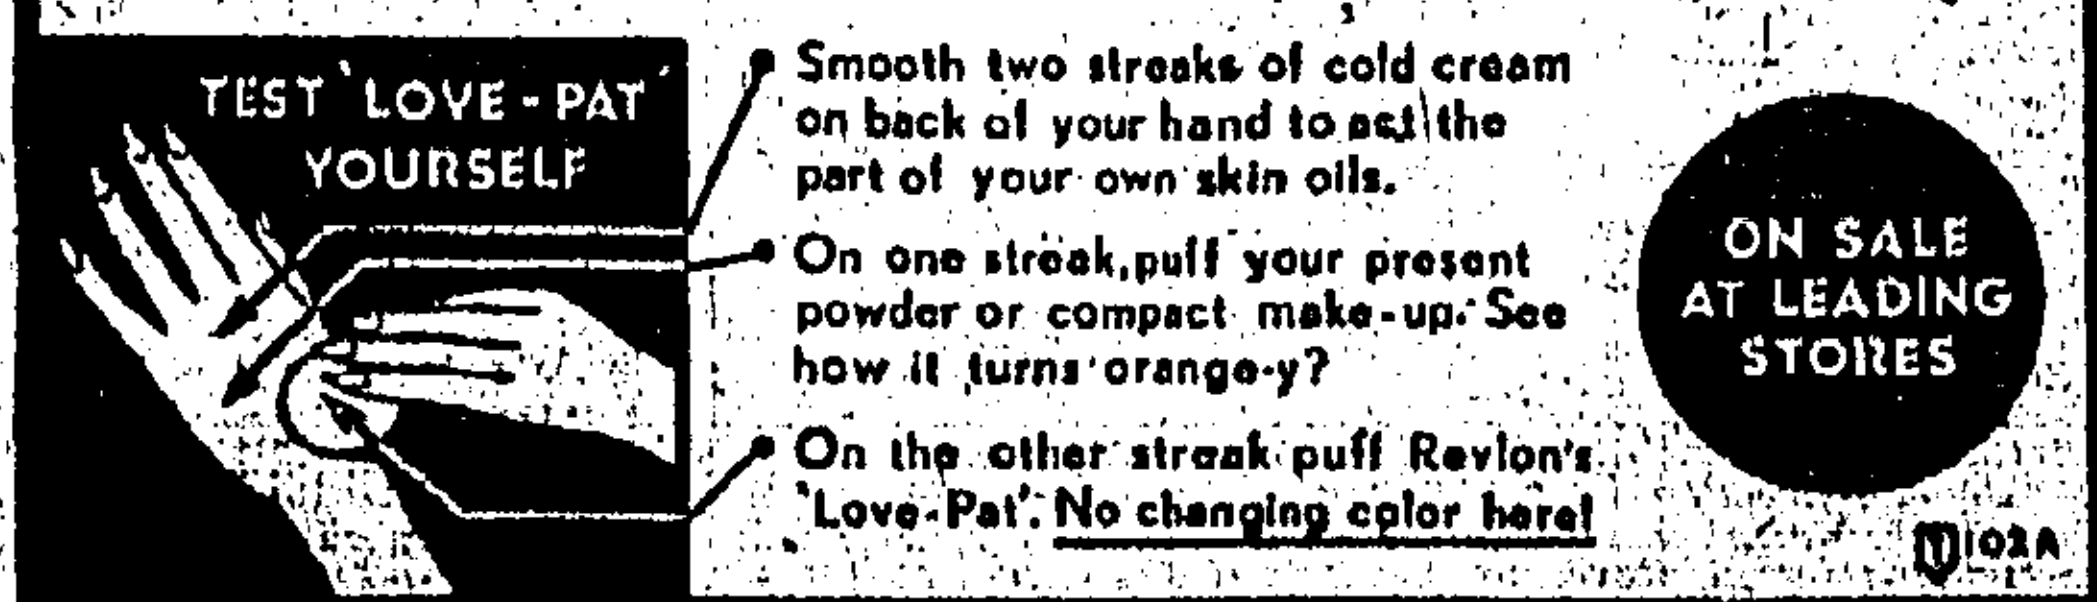 TEST 'LOVE-PAT'
YOURSELF
Smooth two streaks of cold cream
on back of your hand to act the
part of your own skin oils.
On one streak, puff your present
powder or compact make-up. See
how it turns orange-y?
On the other streak puff Revlon's
'Love-Pat'. No changing color here!
ON SALE
AT LEADING
STORES
102A